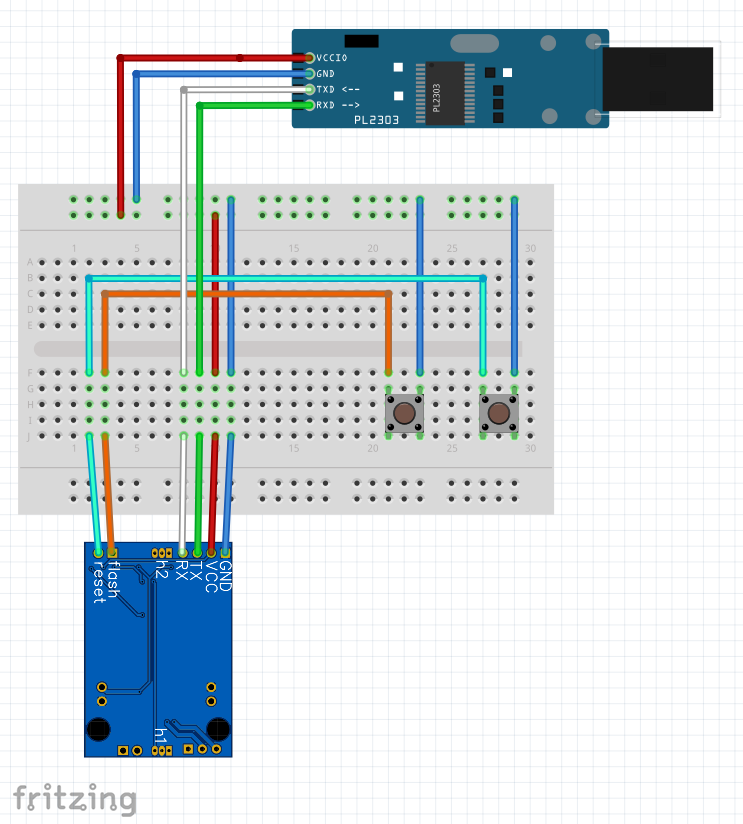 VCCIO
GND
TXD <--
RXD -->
PL2303
PL2303
1 5 15 20 25 30
A
B
C
D
E
F
G
H
I
J
1 15 20 25 30
reset
flash
h2
RX
TX
VCC
GND
h1
fritzing